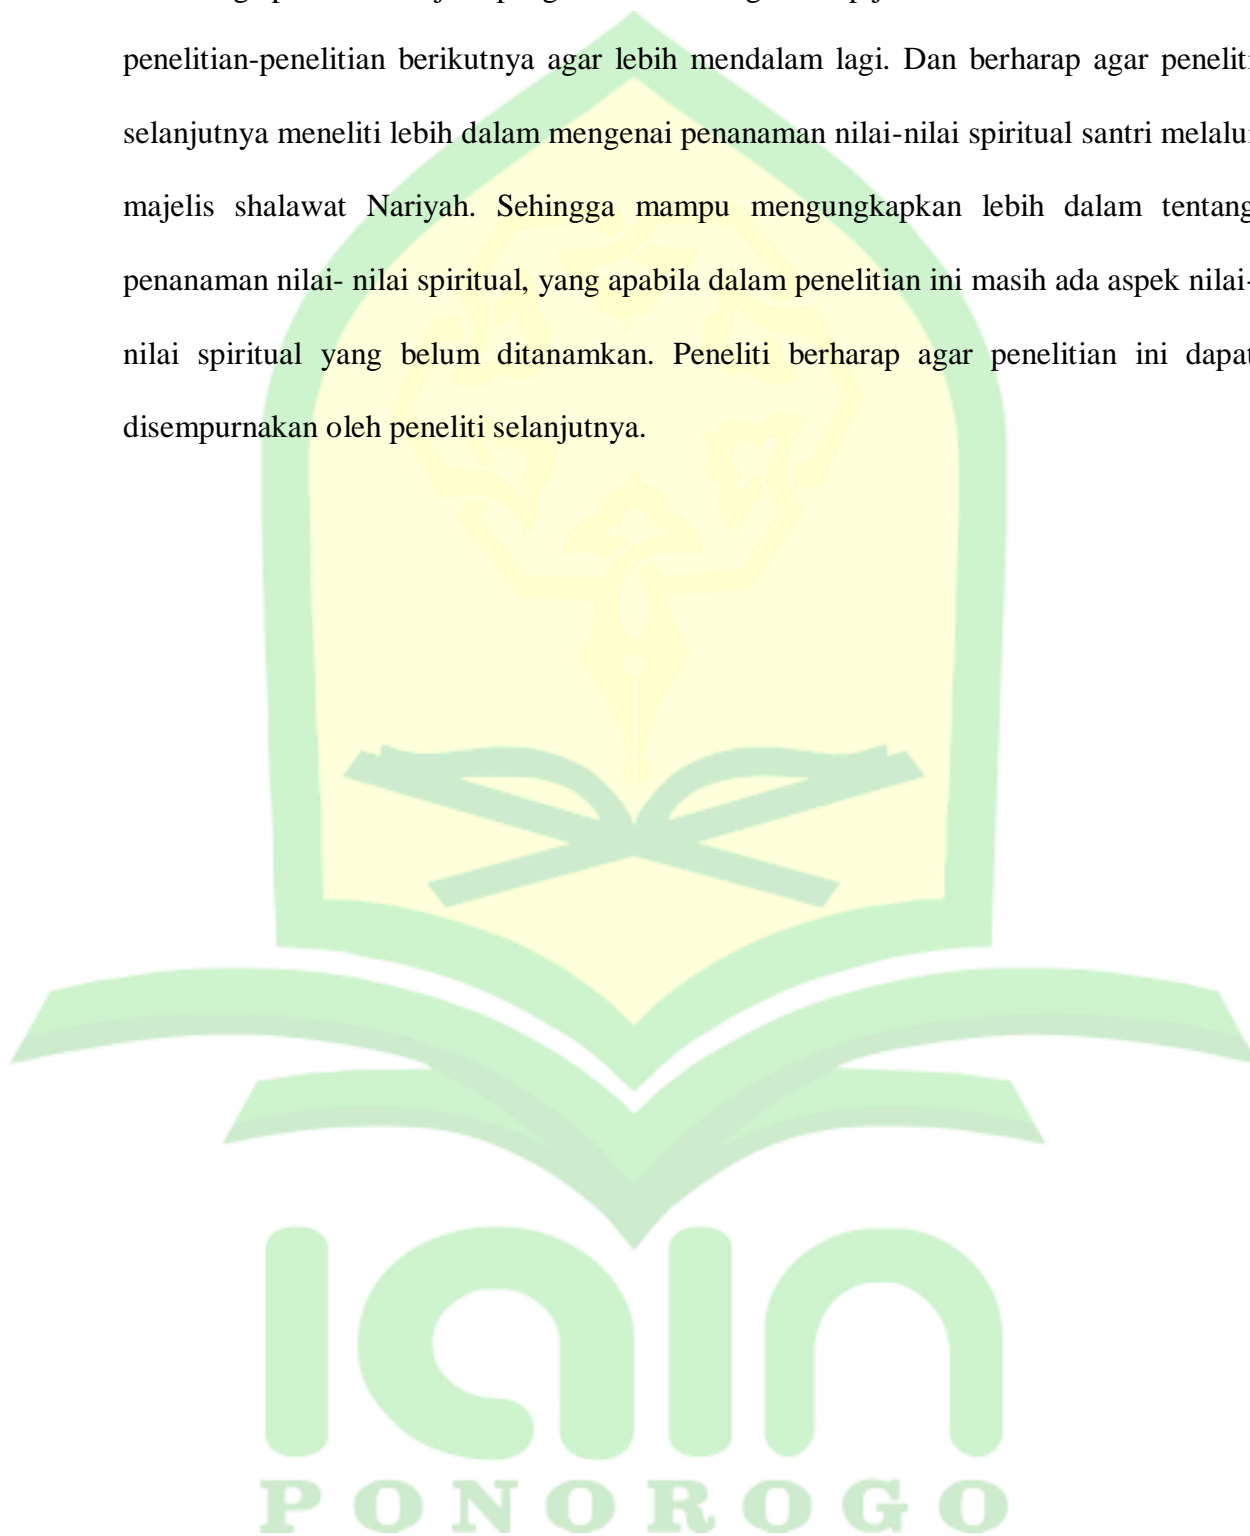 penelitian-penelitian berikutnya agar lebih mendalam lagi. Dan berharap agar peneliti
selanjutnya meneliti lebih dalam mengenai penanaman nilai-nilai spiritual santri melalui
majelis shalawat Nariyah. Sehingga mampu mengungkapkan lebih dalam tentang
penanaman nilai- nilai spiritual, yang apabila dalam penelitian ini masih ada aspek nilai-
nilai spiritual yang belum ditanamkan. Peneliti berharap agar penelitian ini dapat
disempurnakan oleh peneliti selanjutnya.
iain
PONOROGO